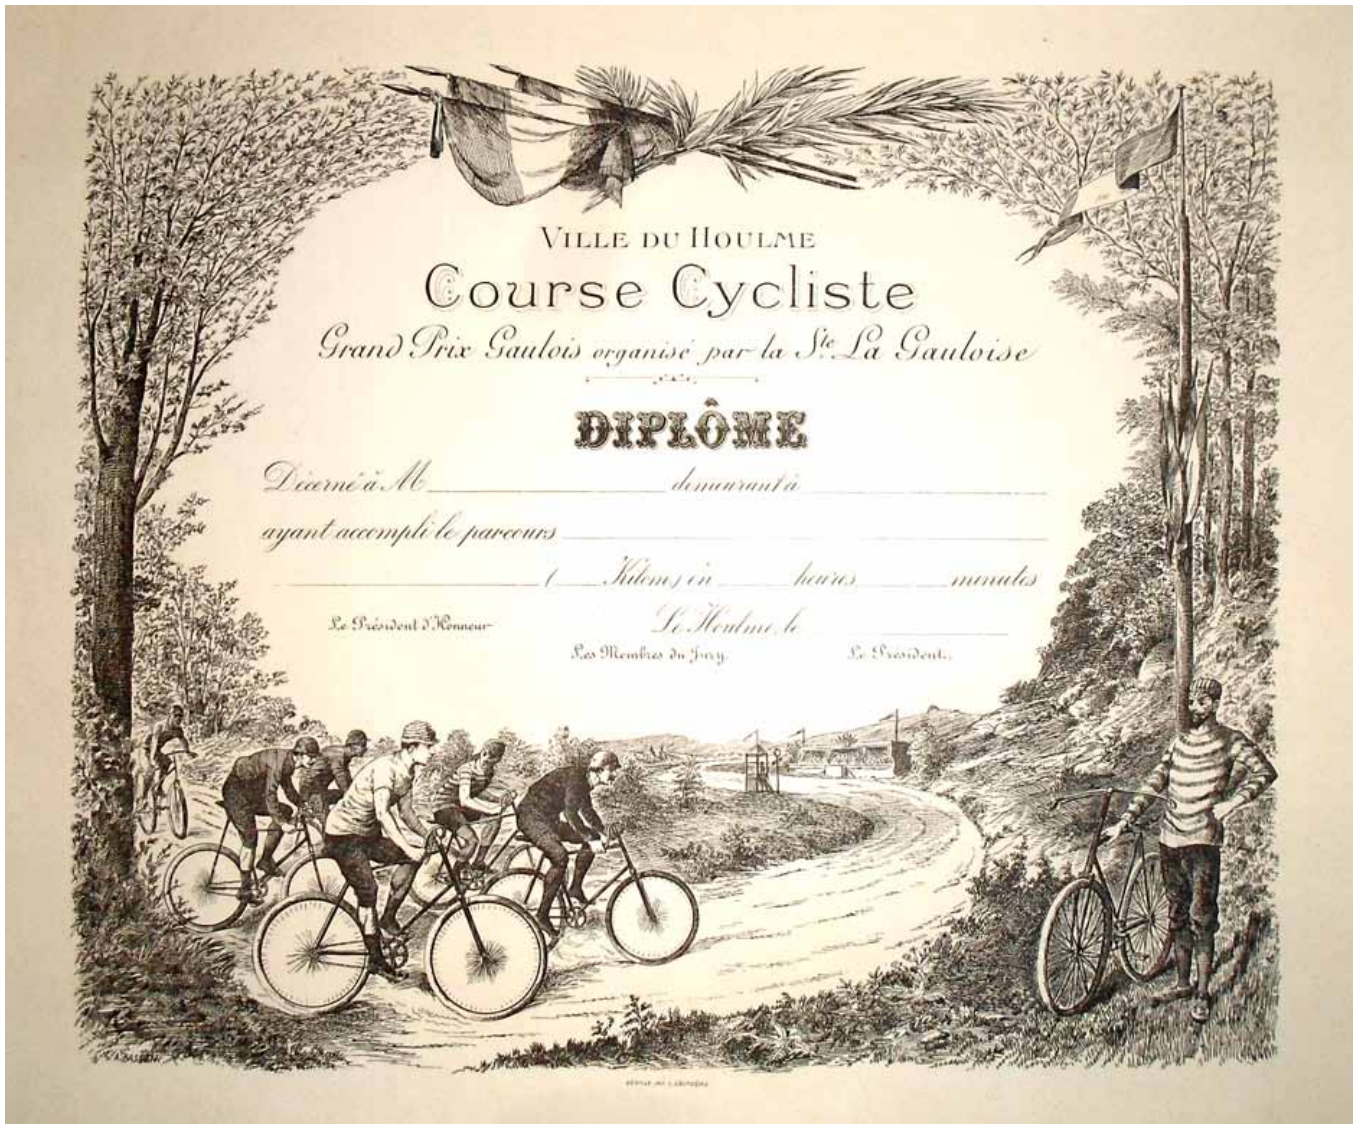 VILLE DU HOULME
Course Cycliste
Grand Prix Gaulois organisé par la Sté La Gauloise
DIPLÔME
Décerné à M demeurant à
ayant accompli le parcours
( Kilom) en heures minutes
Le Président d'Honneur Le Houlme, le
Les Membres du Jury. Le Président.